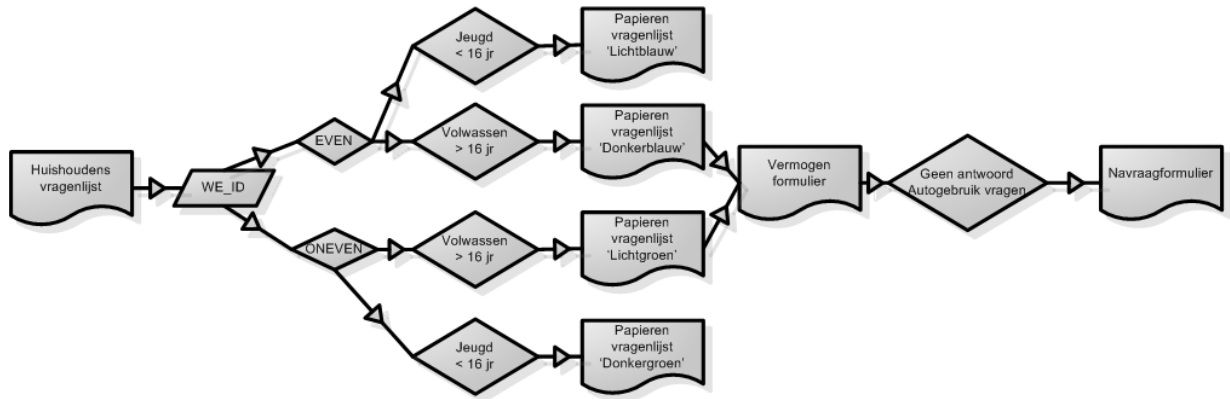 Huishoudens
vragenlijst
WE_ID
EVEN
Jeugd
< 16 jr
Papieren
vragenlijst
‘Lichtblauw’
Volwassen
> 16 jr
Papieren
vragenlijst
‘Donkerblauw’
ONEVEN
Volwassen
> 16 jr
Papieren
vragenlijst
‘Lichtgroen’
Jeugd
< 16 jr
Papieren
vragenlijst
‘Donkergroen’
Vermogen
formulier
Geen antwoord
Autogebruik vragen
Navraagformulier